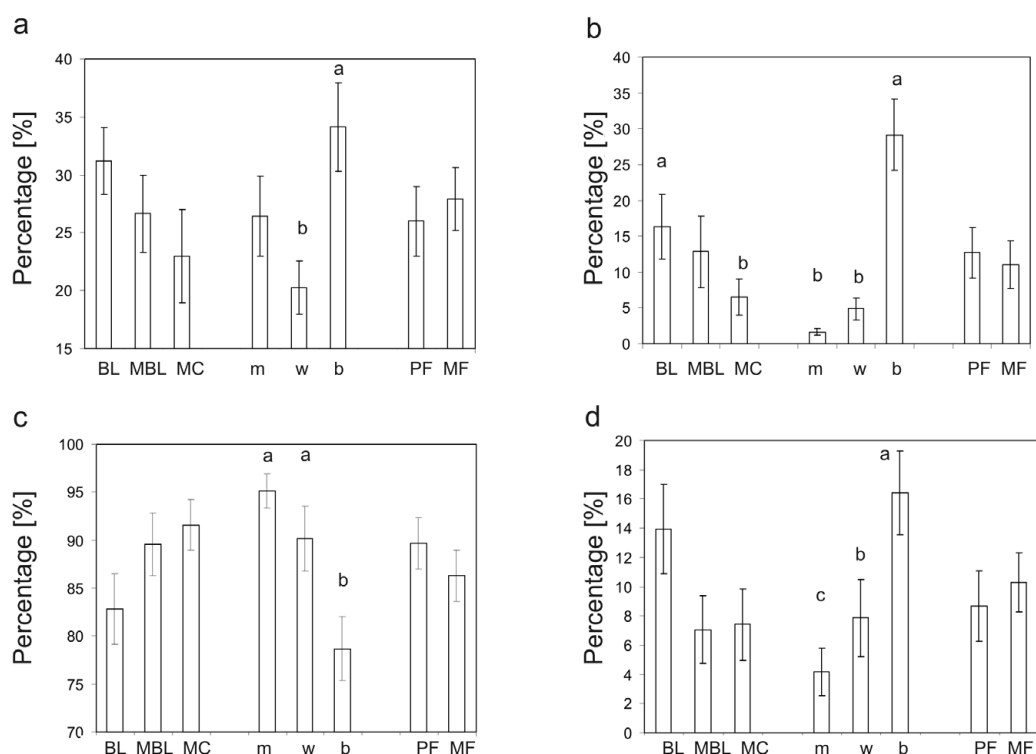 a
Percentage [%]
40
35
30
25
20
15
a
b
BL MBL MC m w b PF MF
b
Percentage [%]
40
35
30
25
20
15
10
5
0
a
b
b
b
a
BL MBL MC m w b PF MF
c
Percentage [%]
100
95
90
85
80
75
70
a a
b
BL MBL MC m w b PF MF
d
Percentage [%]
20
18
16
14
12
10
8
6
4
2
0
a
b
c
BL MBL MC m w b PF MF